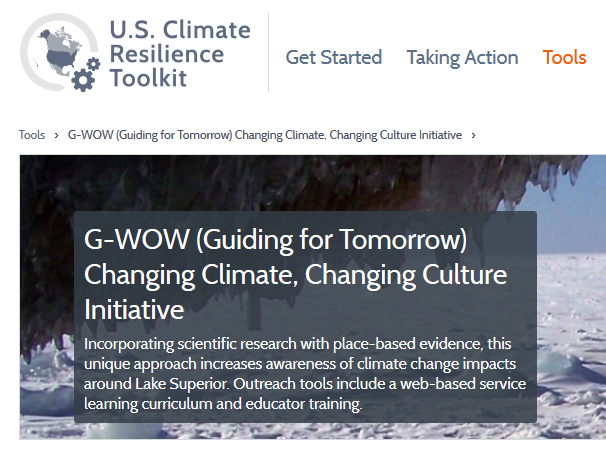 U.S. Climate
Resilience
Toolkit
Get Started Taking Action Tools
Tools › G-WOW (Guiding for Tomorrow) Changing Climate, Changing Culture Initiative ›
G-WOW (Guiding for Tomorrow)
Changing Climate, Changing Culture
Initiative
Incorporating scientific research with place-based evidence, this
unique approach increases awareness of climate change impacts
around Lake Superior. Outreach tools include a web-based service
learning curriculum and educator training.